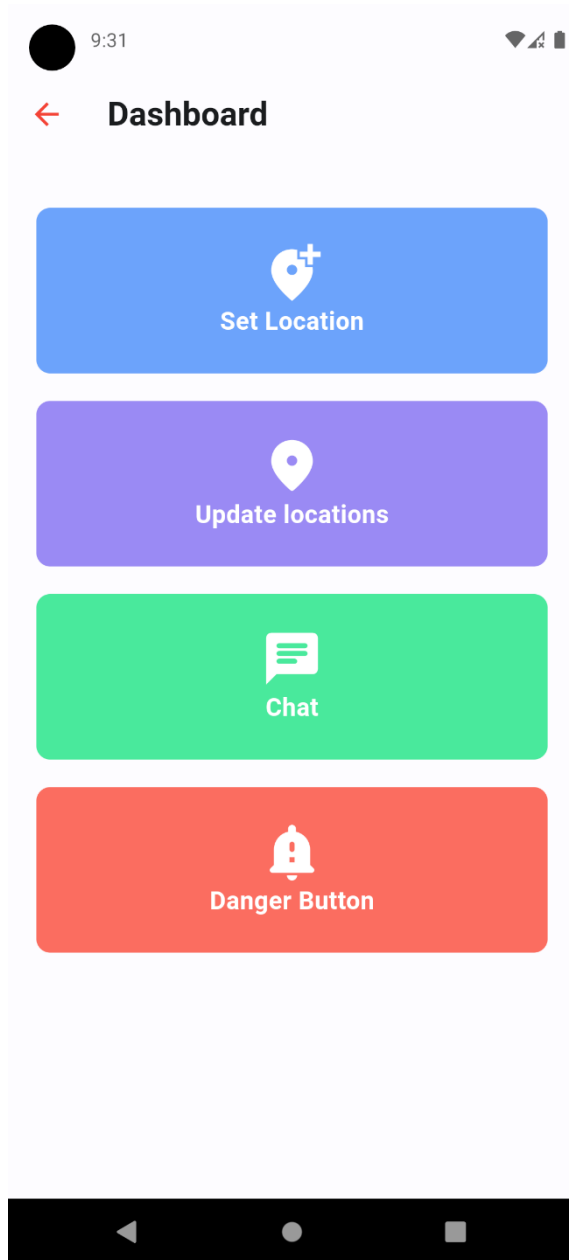 9:31
Dashboard
Set Location
Update locations
Chat
Danger Button